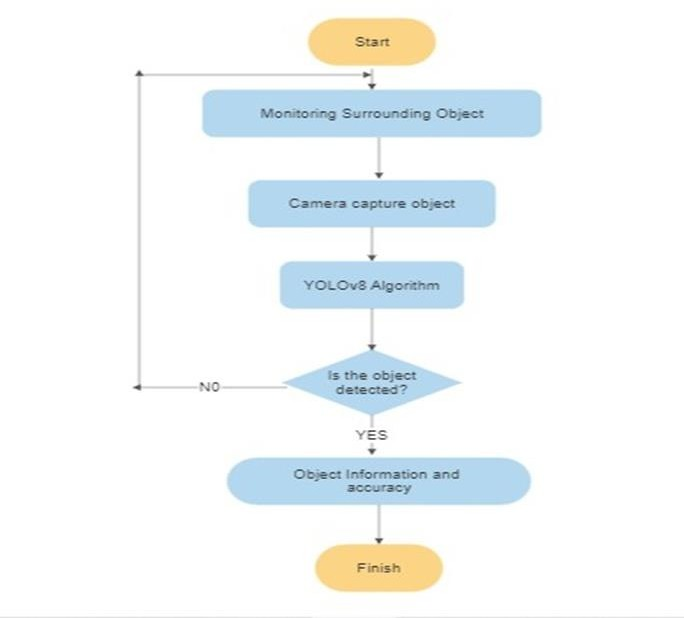 Start
Monitoring Surrounding Object
Camera capture object
YOLOv8 Algorithm
Is the object
detected?
NO
YES
Object Information and
accuracy
Finish